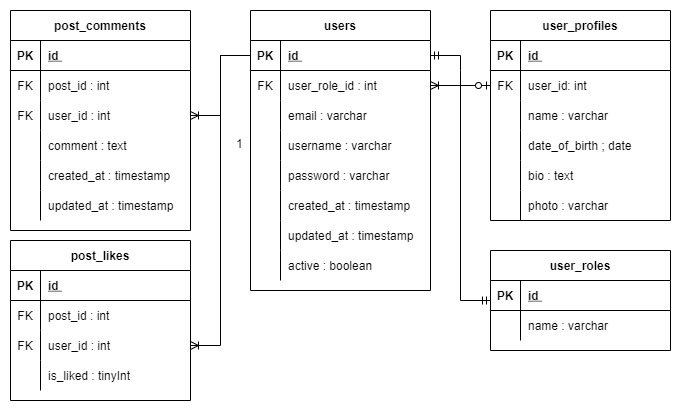 post_comments
PK id
FK post_id : int
FK user_id : int
comment : text
created_at : timestamp
updated_at : timestamp
post_likes
PK id
FK post_id : int
FK user_id : int
is_liked : tinyInt
1
users
PK id
FK user_role_id : int
email : varchar
username : varchar
password : varchar
created_at : timestamp
updated_at : timestamp
active : boolean
user_profiles
PK id
FK user_id: int
name : varchar
date_of_birth ; date
bio : text
photo : varchar
user_roles
PK id
name : varchar